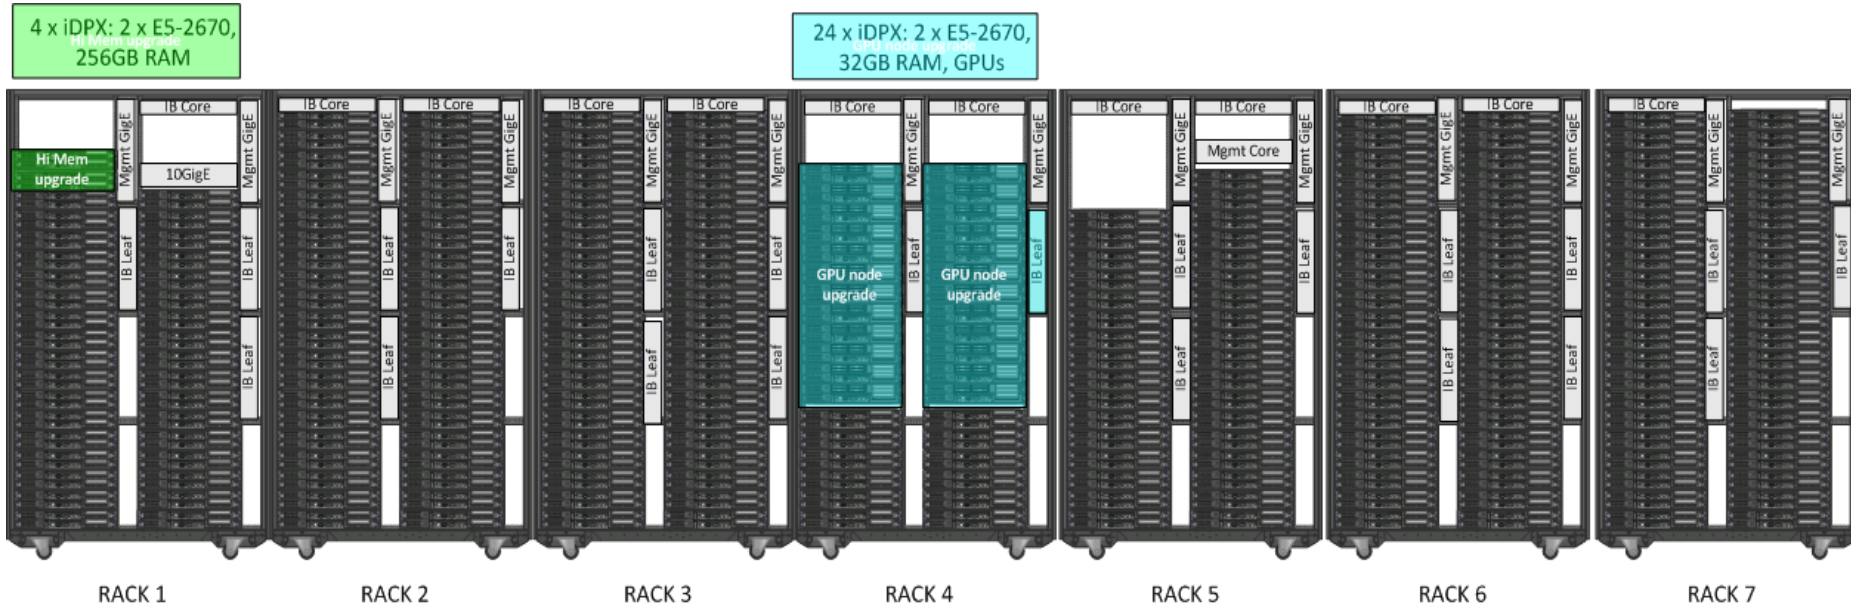 4 x iDPX: 2 x E5-2670,
Hi Mem upgrade
256GB RAM
24 x iDPX: 2 x E5-2670,
GPU node upgrade
32GB RAM, GPUs
IB Core
Mgmt GigE
Mgmt GigE
Hi Mem
upgrade
10GigE
IB Leaf
IB Leaf
IB Leaf
IB Core
IB Core
Mgmt GigE
Mgmt GigE
IB Leaf
IB Leaf
IB Leaf
IB Core
IB Core
Mgmt GigE
Mgmt GigE
IB Leaf
IB Leaf
IB Leaf
IB Leaf
IB Core
IB Core
Mgmt GigE
Mgmt GigE
GPU node
upgrade
GPU node
upgrade
IB Leaf
IB Leaf
IB Core
IB Core
Mgmt GigE
Mgmt GigE
Mgmt Core
IB Leaf
IB Leaf
IB Leaf
IB Core
IB Core
Mgmt GigE
Mgmt GigE
IB Leaf
IB Leaf
IB Leaf
IB Leaf
IB Core
Mgmt GigE
Mgmt GigE
IB Leaf
IB Leaf
IB Leaf
RACK 1
RACK 2
RACK 3
RACK 4
RACK 5
RACK 6
RACK 7